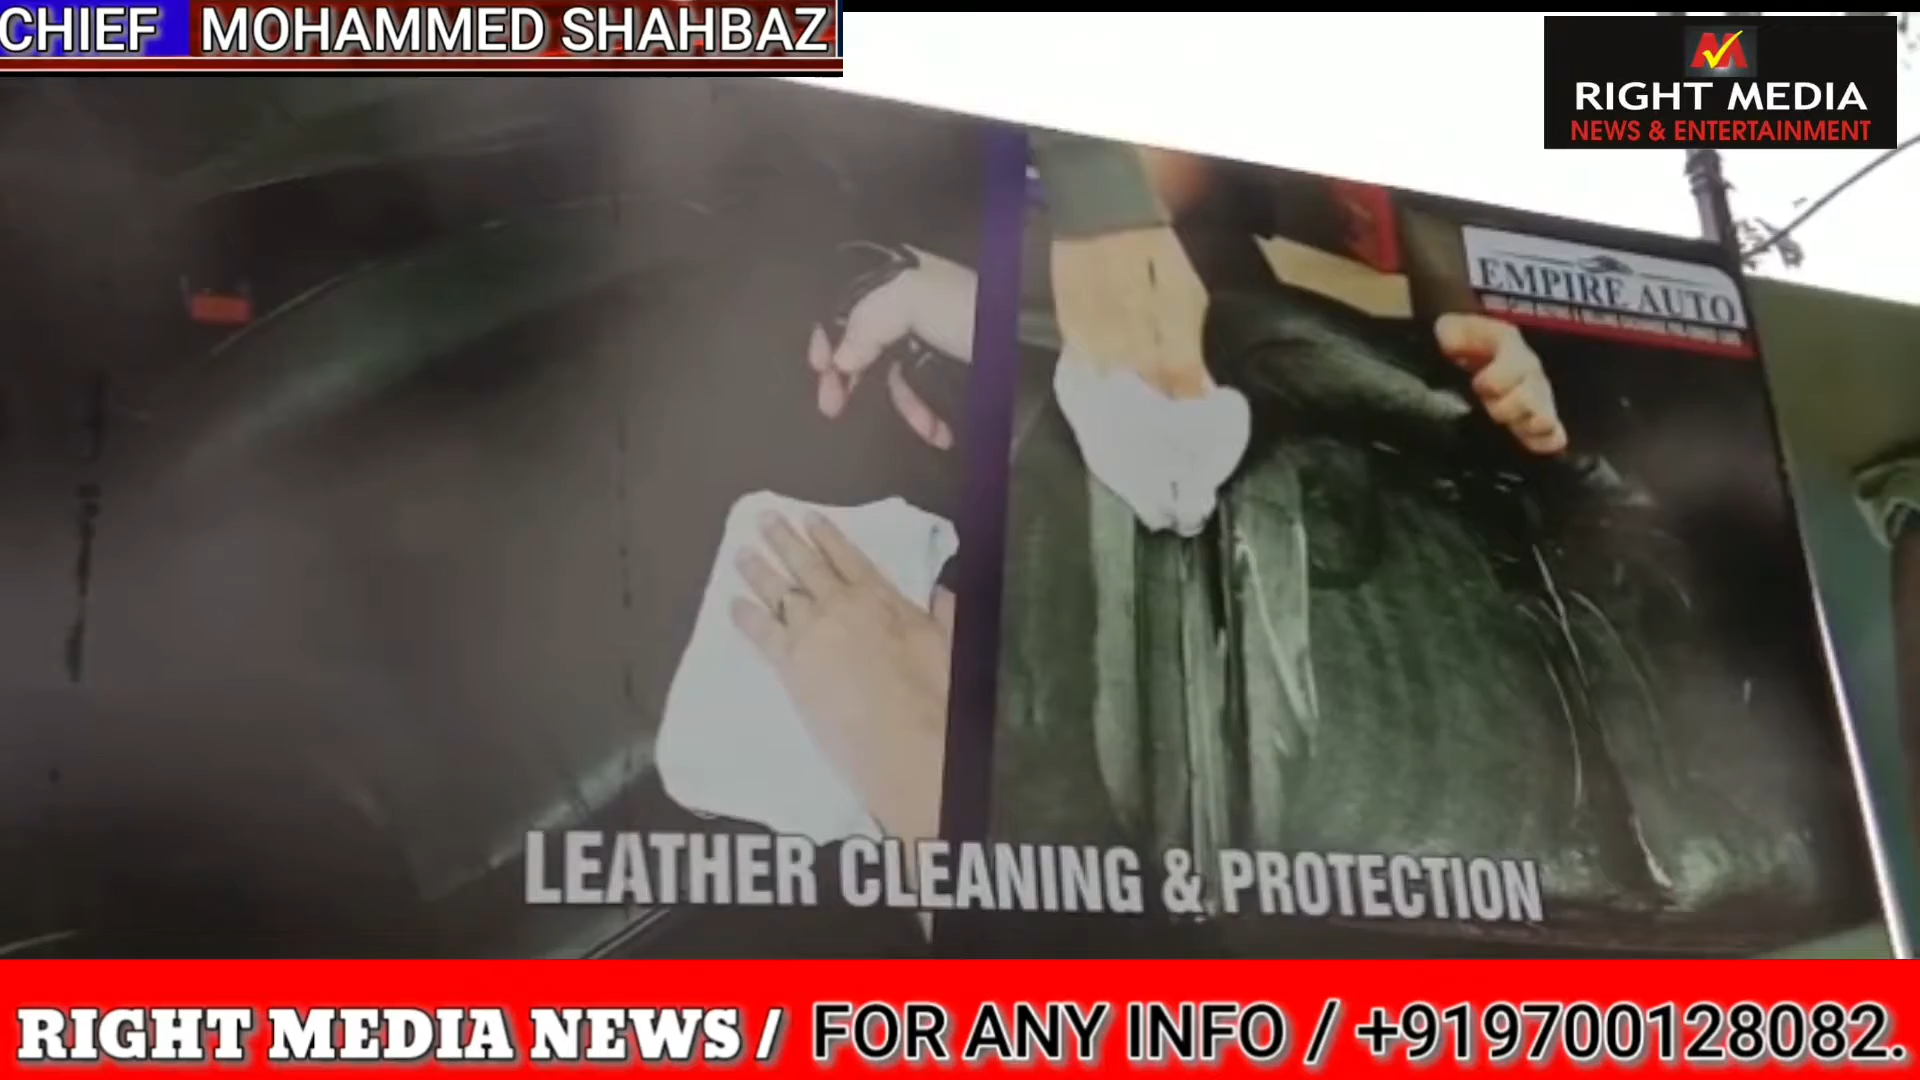 CHIEF MOHAMMED SHAHBAZ
RIGHT MEDIA
NEWS & ENTERTAINMENT
EMPIRE AUTO
LEATHER CLEANING & PROTECTION
RIGHT MEDIA NEWS / FOR ANY INFO / +919700128082.